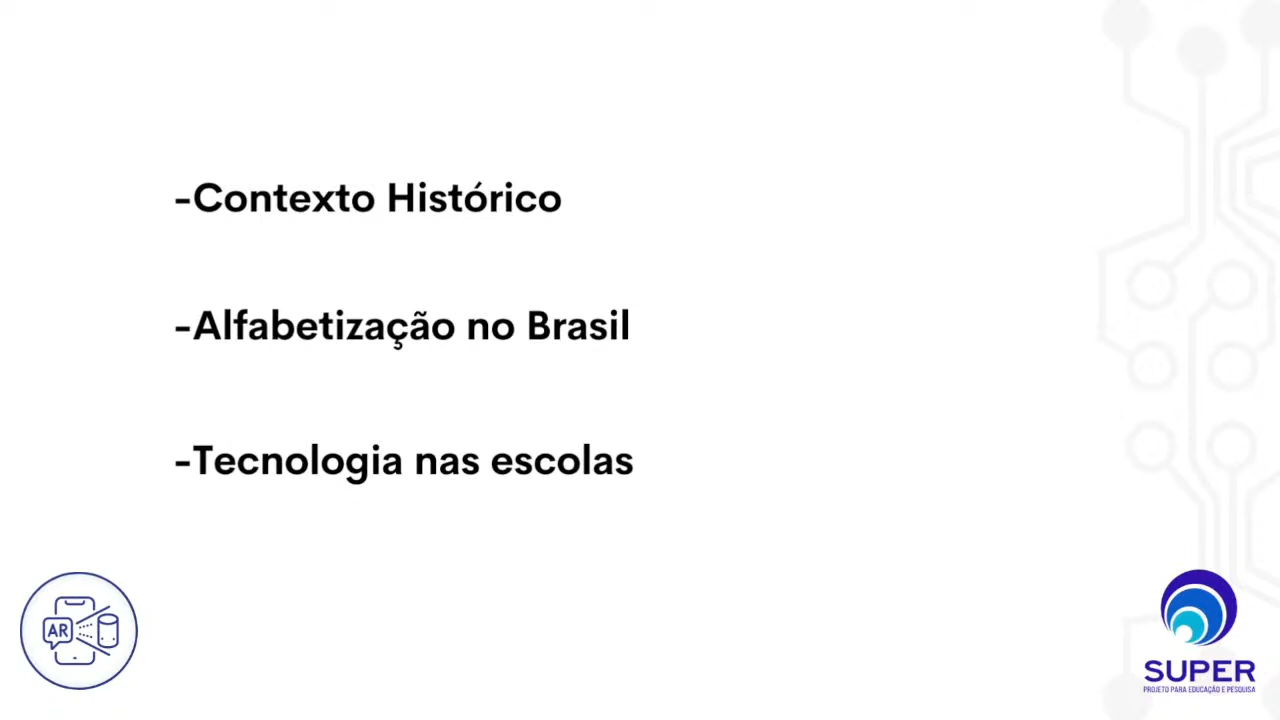 -Contexto Histórico
-Alfabetização no Brasil
-Tecnologia nas escolas
AR
SUPER
PROJETO PARA EDUCAÇÃO E PESQUISA